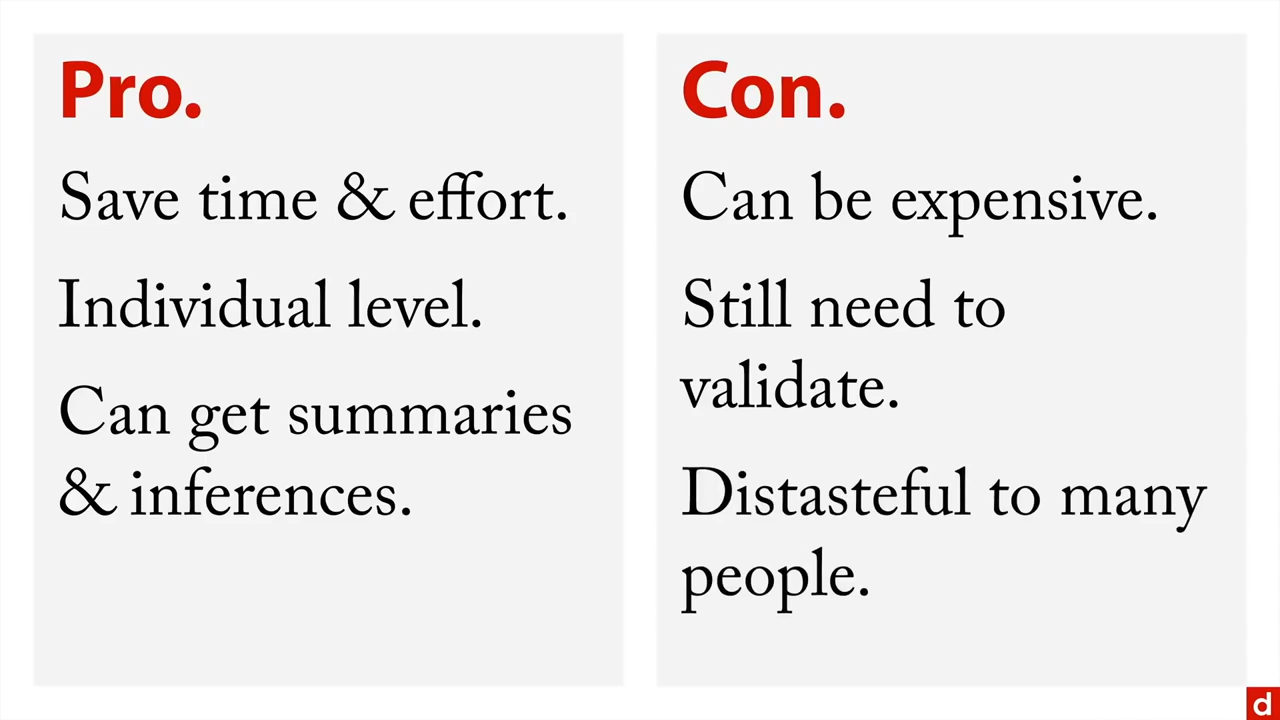 Pro.
Save time & effort.
Individual level.
Can get summaries
& inferences.
Con.
Can be expensive.
Still need to
validate.
Distasteful to many
people.
d